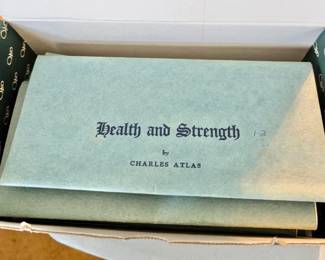 Health and Strength
by
CHARLES ATLAS